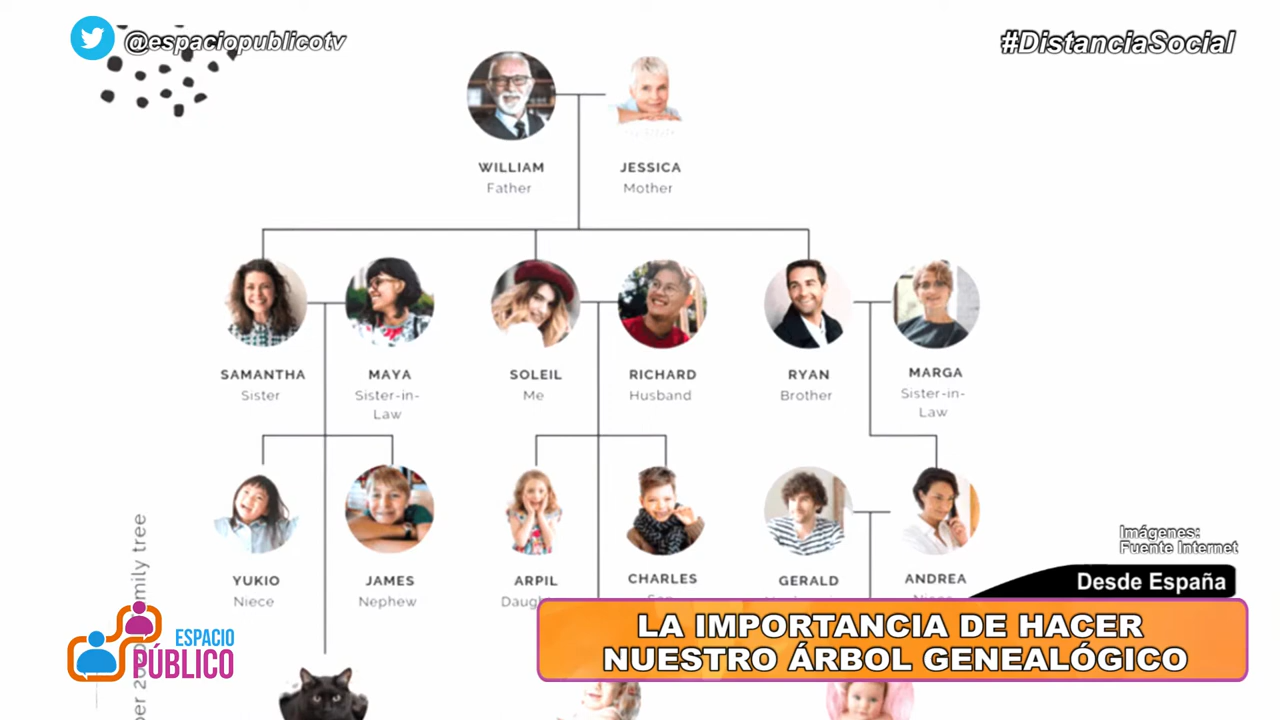 @espaciopublicotv
#DistanciaSocial
WILLIAM
Father
JESSICA
Mother
SAMANTHA
Sister
MAYA
Sister-in-
Law
SOLEIL
Me
RICHARD
Husband
RYAN
Brother
MARGA
Sister-in-
Law
YUKIO
Niece
JAMES
Nephew
ARPIL
CHARLES
GERALD
ANDREA
tree
Imágenes:
Fuente Internet
Desde España
LA IMPORTANCIA DE HACER
NUESTRO ÁRBOL GENEALÓGICO
ESPACIO
PÚBLICO